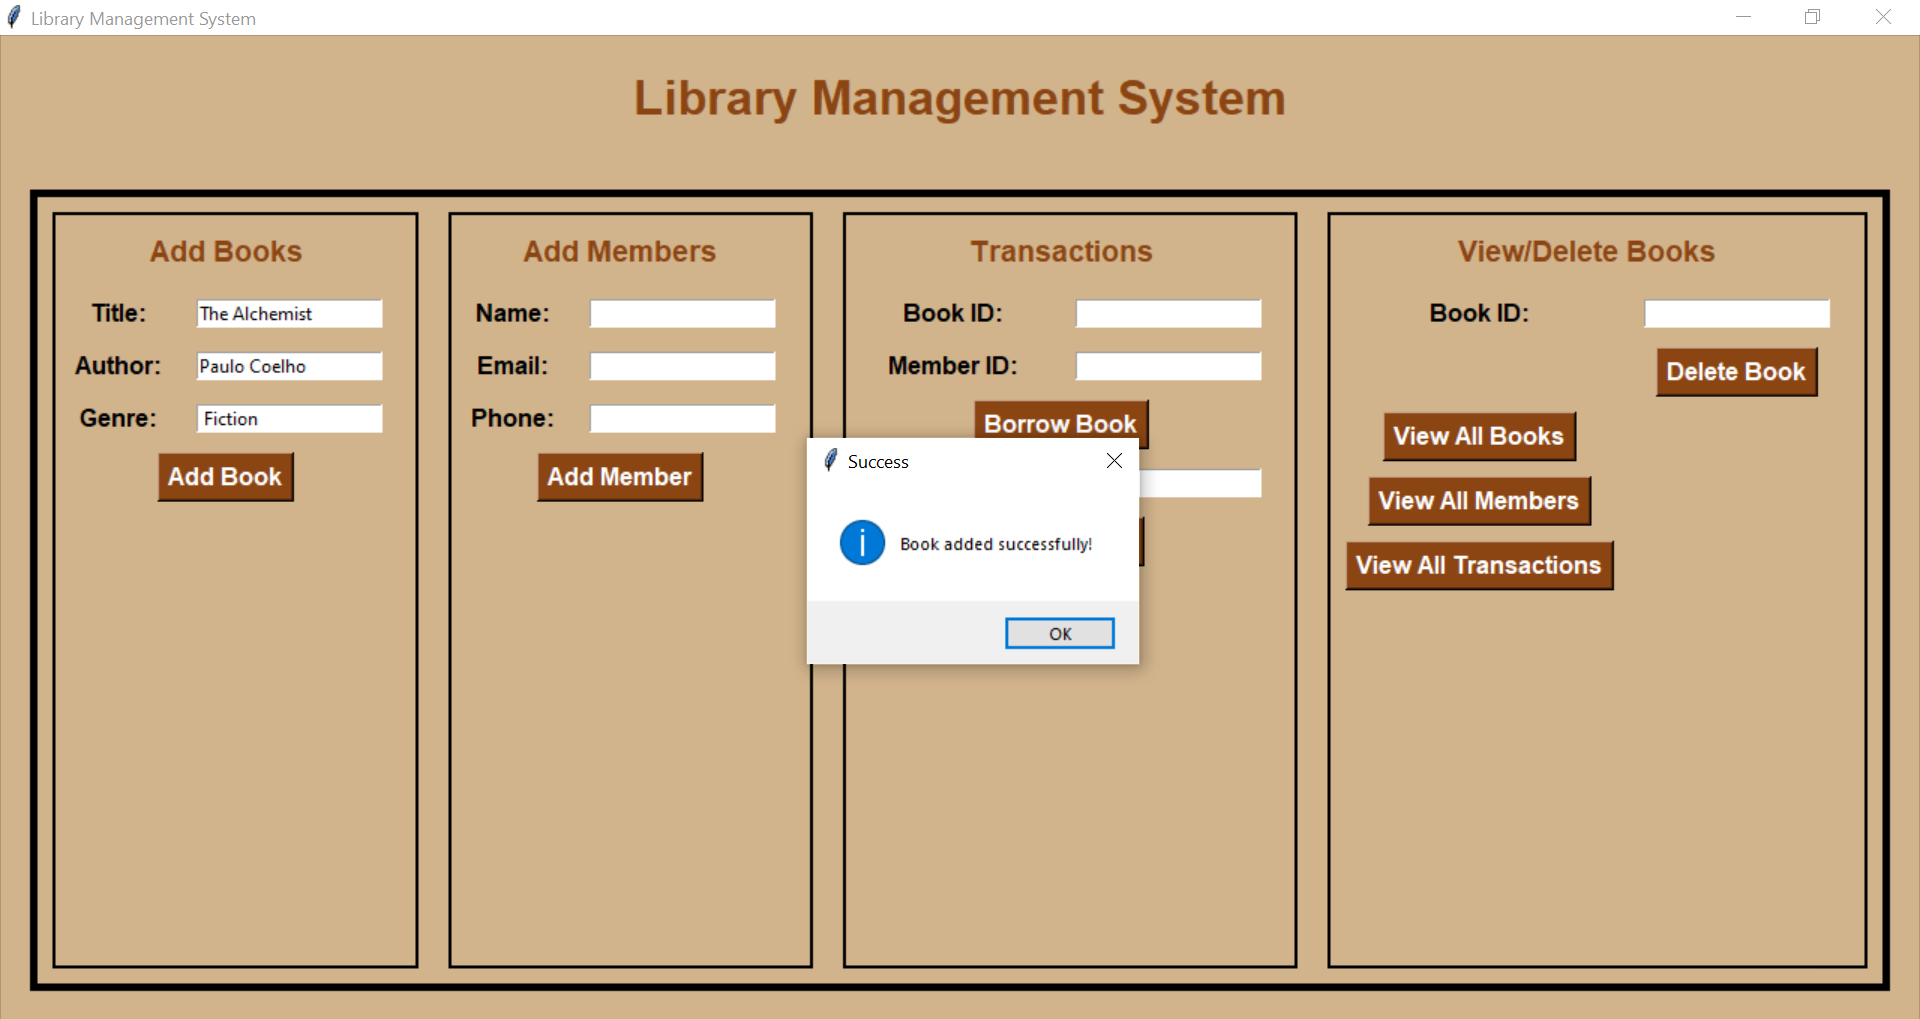 Library Management System
Library Management System
Add Books
Title: The Alchemist
Author: Paulo Coelho
Genre: Fiction
Add Book
Add Members
Name:
Email:
Phone:
Add Member
Transactions
Book ID:
Member ID:
Borrow Book
Success
Book added successfully!
OK
View/Delete Books
Book ID:
Delete Book
View All Books
View All Members
View All Transactions